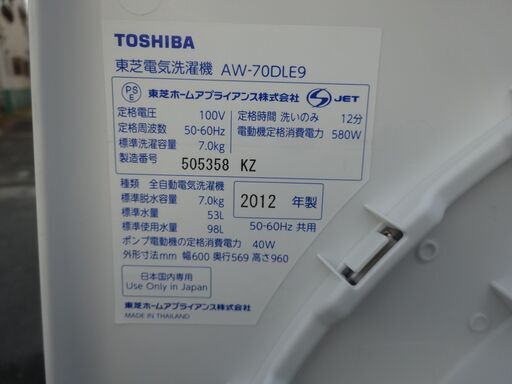 TOSHIBA
東芝電気洗濯機 AW-70DLE9
PS E 東芝ホームアプライアンス株式会社 S JET
定格電圧 100V
定格周波数 50-60Hz
標準洗濯容量 7.0kg
定格時間 洗いのみ 12分
電動機定格消費電力 580W
製造番号 505358 KZ
種類 全自動電気洗濯機
標準脱水容量 7.0kg
標準水量 53L
標準使用水量 98L
2012 年製
50-60Hz 共用
ポンプ電動機の定格消費電力 40W
外形寸法mm 幅600 奥行569 高さ960
日本国内専用
Use Only in Japan
東芝ホームアプライアンス株式会社
MADE IN THAILAND